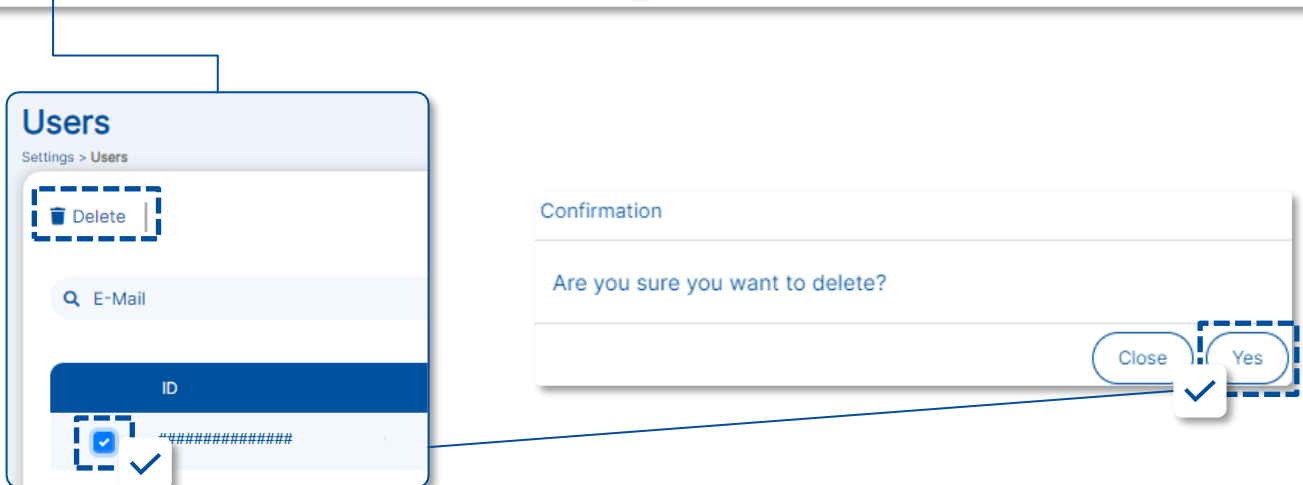 Users
Settings > Users
Delete
E-Mail
ID
##############
Confirmation
Are you sure you want to delete?
Close
Yes